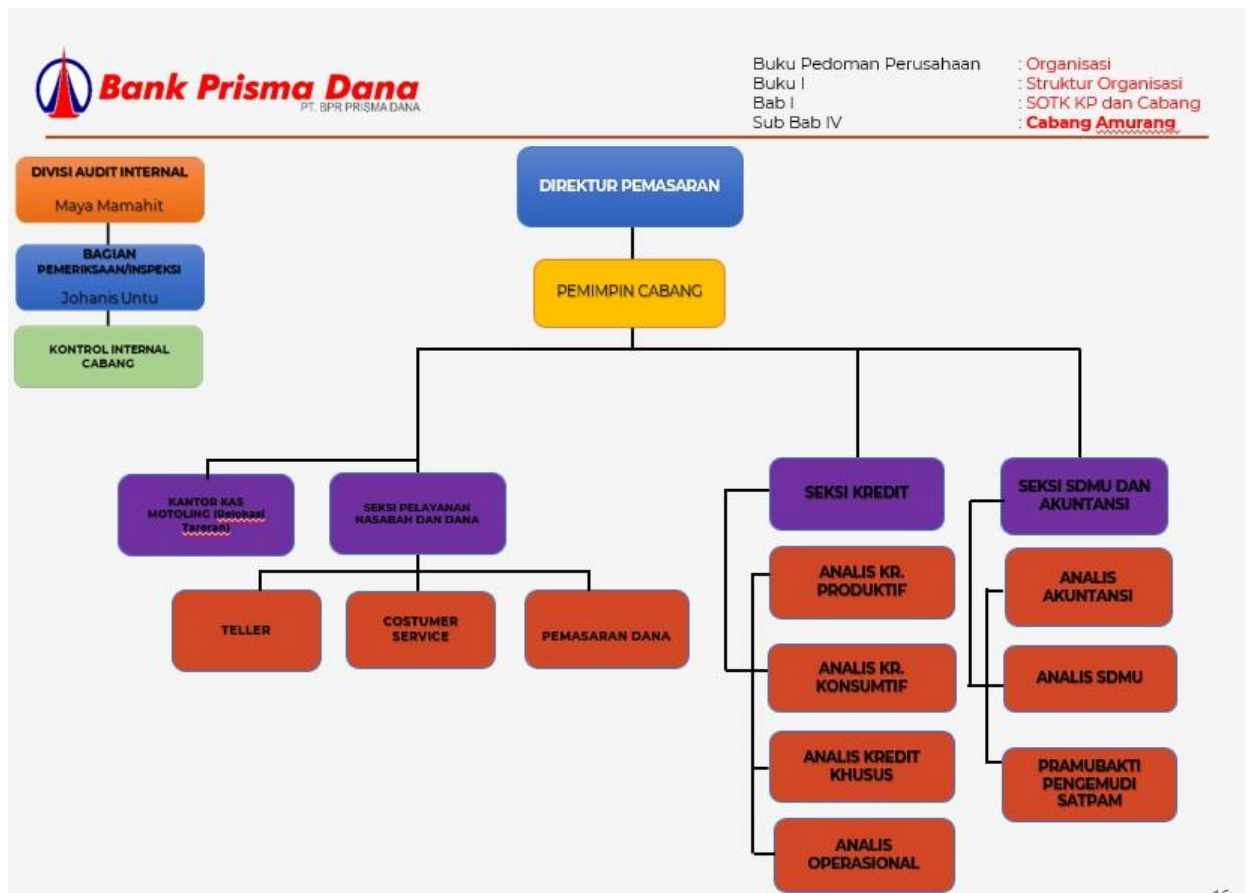 Bank Prisma Dana
PT. BPR PRISMA DANA
Buku Pedoman Perusahaan : Organisasi
Buku I : Struktur Organisasi
Bab I : SOTK KP dan Cabang
Sub Bab IV : Cabang Amurang
DIVISI AUDIT INTERNAL
Maya Mamahit
BAGIAN
PEMERIKSAAN/INSPEKSI
Johanis Untu
KONTROL INTERNAL
CABANG
DIREKTUR PEMASARAN
PEMIMPIN CABANG
KANTOR KAS
MOTOLING (Relokasi
Tareran)
SEKSI PELAYANAN
NASABAH DAN DANA
SEKSI KREDIT
SEKSI SDMU DAN
AKUNTANSI
TELLER
COSTUMER
SERVICE
PEMASARAN DANA
ANALIS KR.
PRODUKTIF
ANALIS KR.
KONSUMTIF
ANALIS KREDIT
KHUSUS
ANALIS
OPERASIONAL
ANALIS
AKUNTANSI
ANALIS SDMU
PRAMUBAKTI
PENGEMUDI
SATPAM